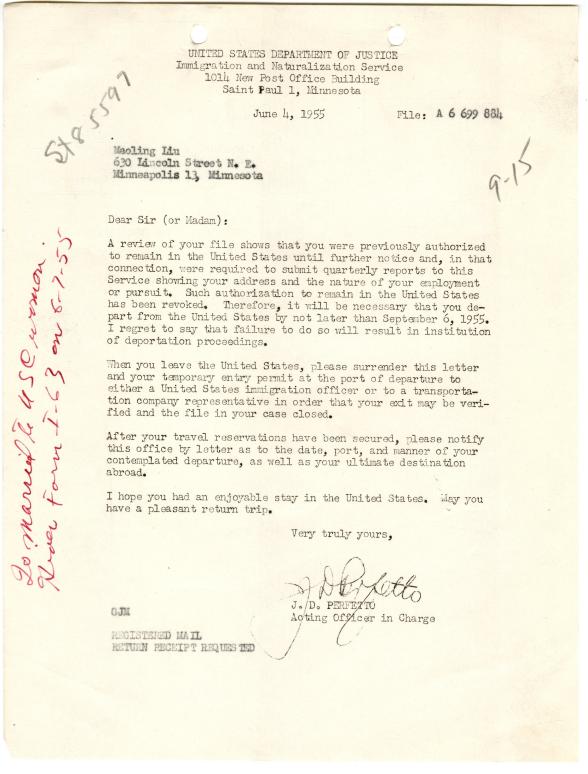 UNITED STATES DEPARTMENT OF JUSTICE
Immigration and Naturalization Service
1014 New Post Office Building
Saint Paul 1, Minnesota
June 4, 1955 File: A 6 699 884
9-15
Maoling Liu
630 Lincoln Street N. E.
Minneapolis 13, Minnesota
Dear Sir (or Madam):
A review of your file shows that you were previously authorized
to remain in the United States until further notice and, in that
connection, were required to submit quarterly reports to this
Service showing your address and the nature of your employment
or pursuit. Such authorization to remain in the United States
has been revoked. Therefore, it will be necessary that you de-
part from the United States by not later than September 6, 1955.
I regret to say that failure to do so will result in institution
of deportation proceedings.
When you leave the United States, please surrender this letter
and your temporary entry permit at the port of departure to
either a United States immigration officer or to a transporta-
tion company representative in order that your exit may be veri-
fied and the file in your case closed.
After your travel reservations have been secured, please notify
this office by letter as to the date, port, and manner of your
contemplated departure, as well as your ultimate destination
abroad.
I hope you had an enjoyable stay in the United States. May you
have a pleasant return trip.
Very truly yours,
J D Perfetto
J. D. PERFETTO
Acting Officer in Charge
GJM
REGISTERED MAIL
RETURN RECEIPT REQUESTED
married to USC woman.
Form I-63 on 6-7-55